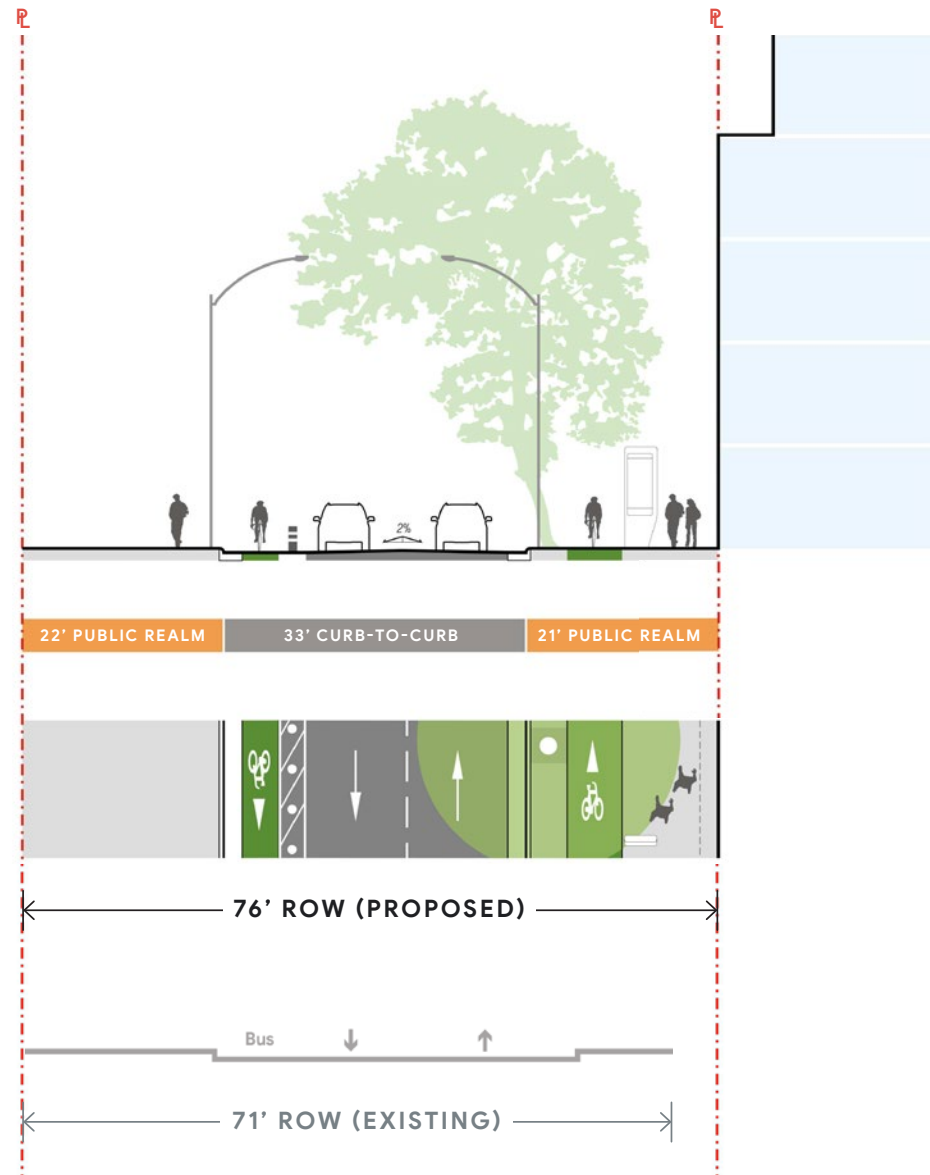 PL PL
2%
22’ PUBLIC REALM 33’ CURB-TO-CURB 21’ PUBLIC REALM
76’ ROW (PROPOSED)
Bus
71’ ROW (EXISTING)